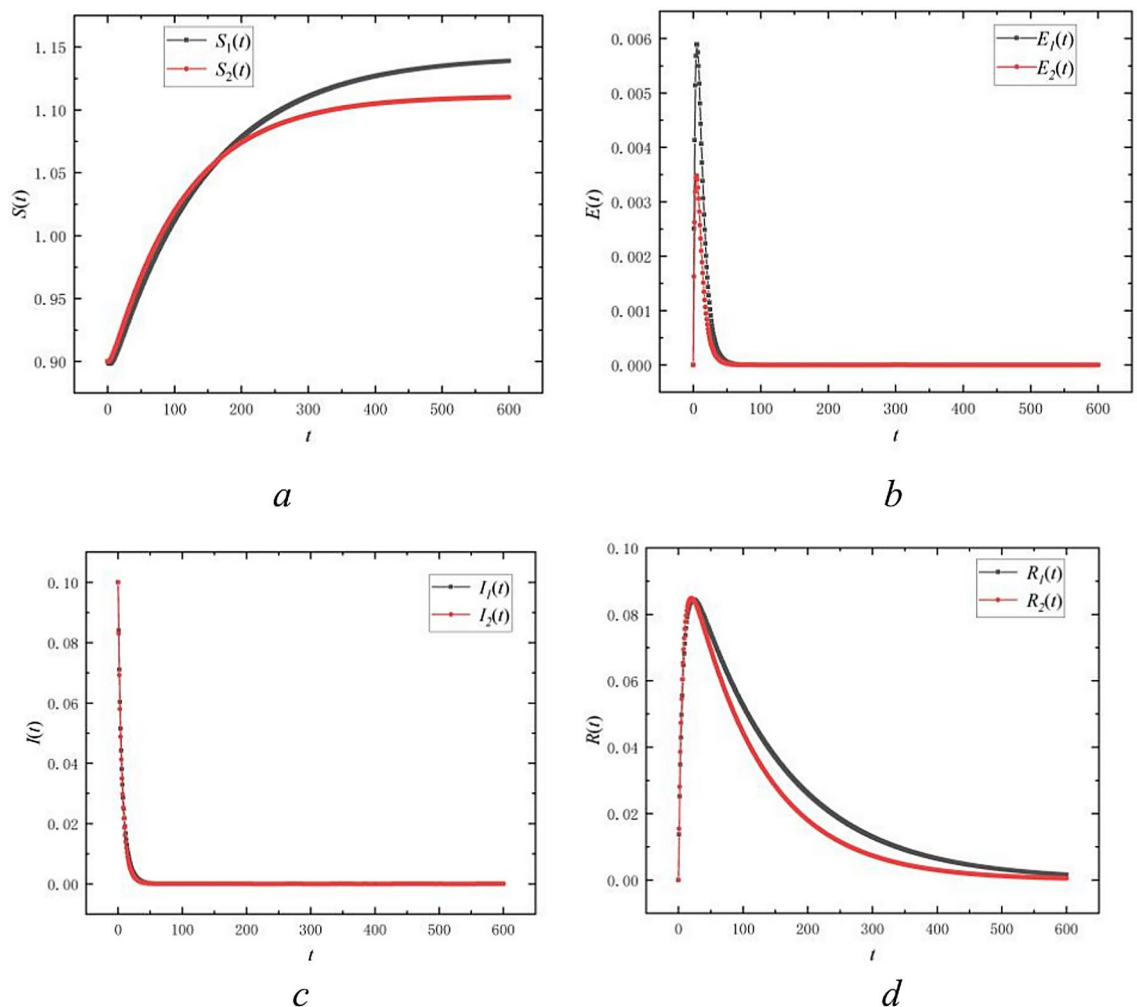 S₁(t)
S₂(t)
1.15
1.10
1.05
1.00
0.95
0.90
S(t)
0 100 200 300 400 500 600
t
a
E₁(t)
E₂(t)
0.006
0.005
0.004
0.003
0.002
0.001
0.000
E(t)
0 100 200 300 400 500 600
t
b
I₁(t)
I₂(t)
0.10
0.08
0.06
0.04
0.02
0.00
I(t)
0 100 200 300 400 500 600
t
c
R₁(t)
R₂(t)
0.10
0.08
0.06
0.04
0.02
0.00
R(t)
0 100 200 300 400 500 600
t
d